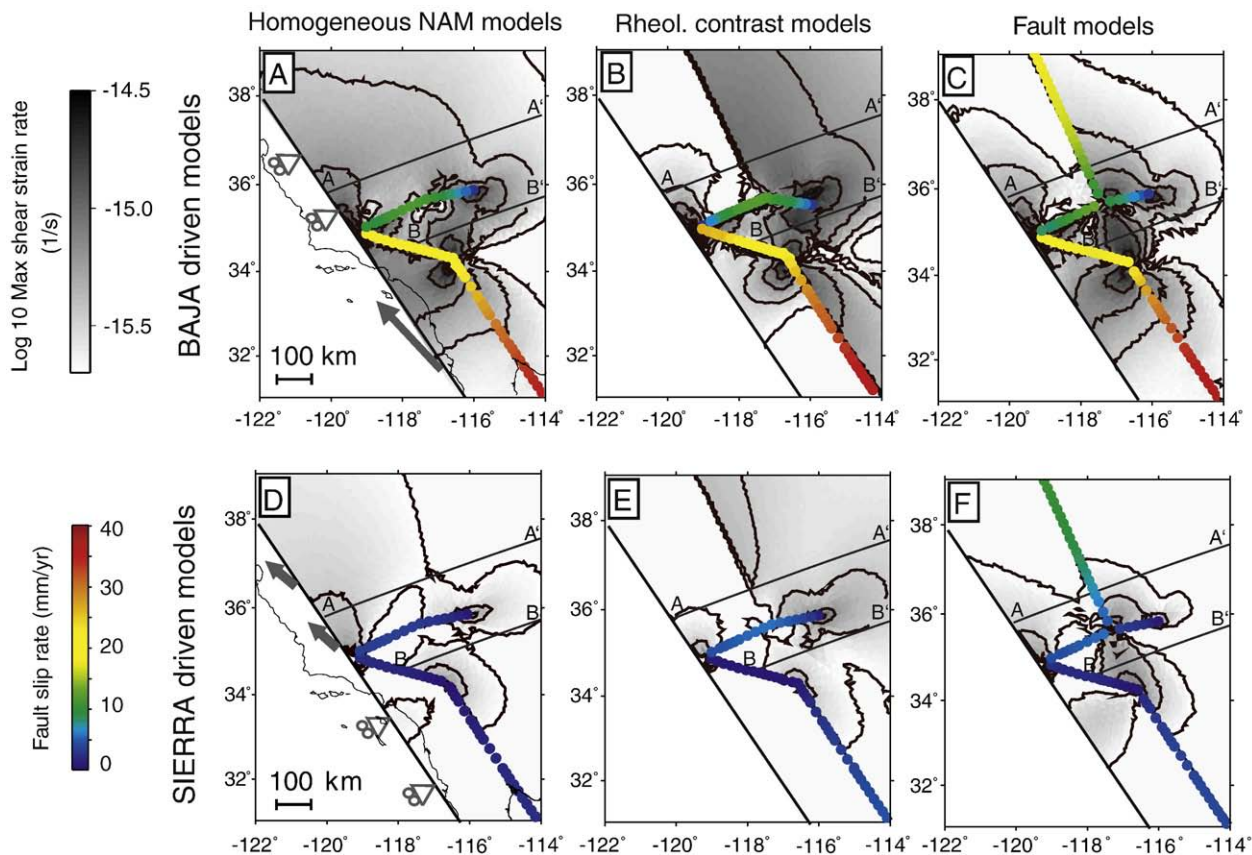 Homogeneous NAM models
Rheol. contrast models
Fault models
BAJA driven models
Log 10 Max shear strain rate
(1/s)
-14.5
-15.0
-15.5
A
38°
36°
34°
32°
A
A'
B
B'
100 km
-122 -120° -118° -116° -114°
B
38°
36°
34°
32°
A
A'
B
B'
-122 -120° -118° -116° -114°
C
38°
36°
34°
32°
A
A'
B
B'
-122° -120° -118° -116° -114°
SIERRA driven models
Fault slip rate (mm/yr)
40
30
20
10
0
D
38°
36°
34°
32°
A
A'
B
B'
100 km
-122° -120° -118° -116° -114°
E
38°
36°
34°
32°
A
A'
B
B'
-122° -120° -118° -116° -114°
F
38°
36°
34°
32°
A
A'
B
B'
-122° -120° -118° -116° -114°